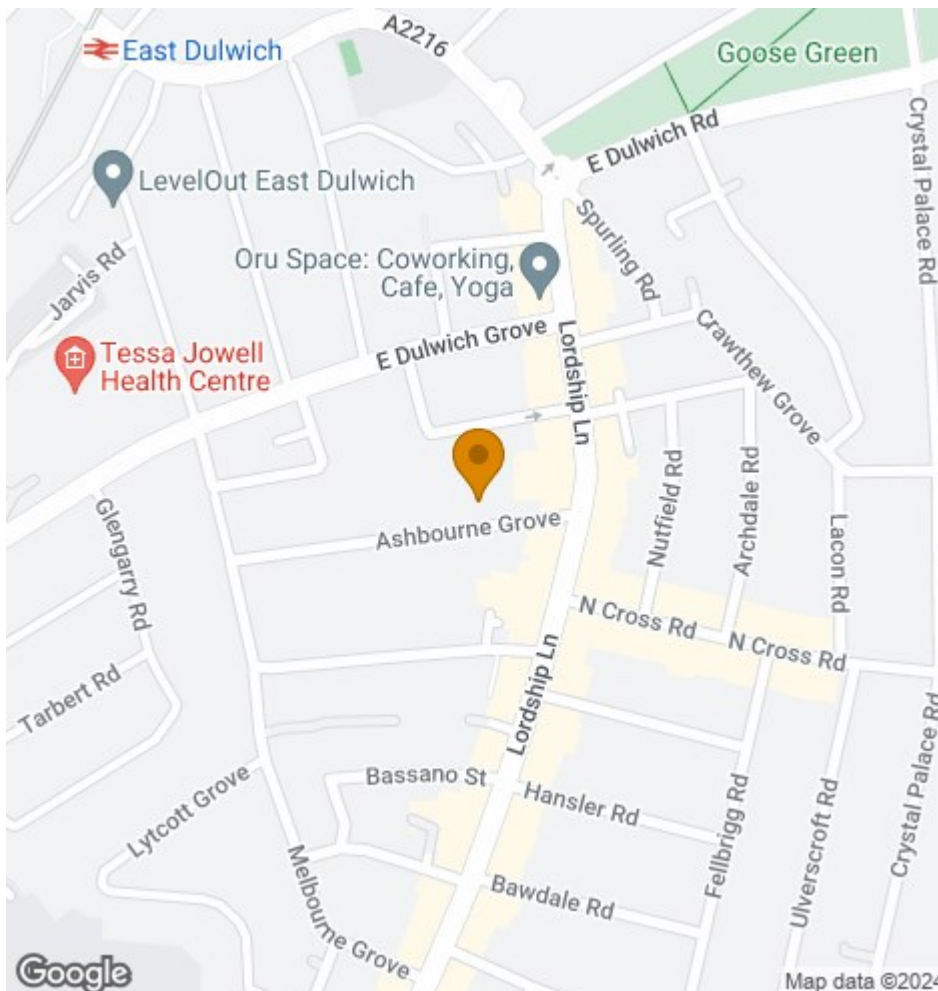 A2216
East Dulwich
Goose Green
E Dulwich Rd
Crystal Palace Rd
LevelOut East Dulwich
Spurling Rd
Oru Space: Coworking,
Cafe, Yoga
Jarvis Rd
Crawthew Grove
E Dulwich Grove
Tessa Jowell
Health Centre
Lordship Ln
Nutfield Rd
Archdale Rd
Glengarry Rd
Ashbourne Grove
Lacon Rd
N Cross Rd
N Cross Rd
Tarbert Rd
Lordship Ln
Bassano St
Hansler Rd
Lytcott Grove
Fellbrigg Rd
Ulverscroft Rd
Crystal Palace Rd
Melbourne Grove
Bawdale Rd
Google
Map data ©2024